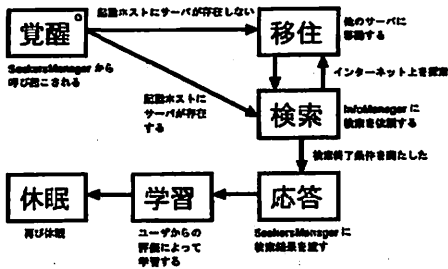 覚醒
記載ホストにサーバが存在しない
移住
他のサーバに
移動する
SeekersManager から
呼び起こされる
インターネット上を探索
記載ホストに
サーバが存在
する
検索
InfoManager に
検索を依頼する
検索終了条件を満たした
休眠
学習
応答
再び休眠
ユーザからの
評価によって
学習する
SeekersManager に
検索結果を渡す